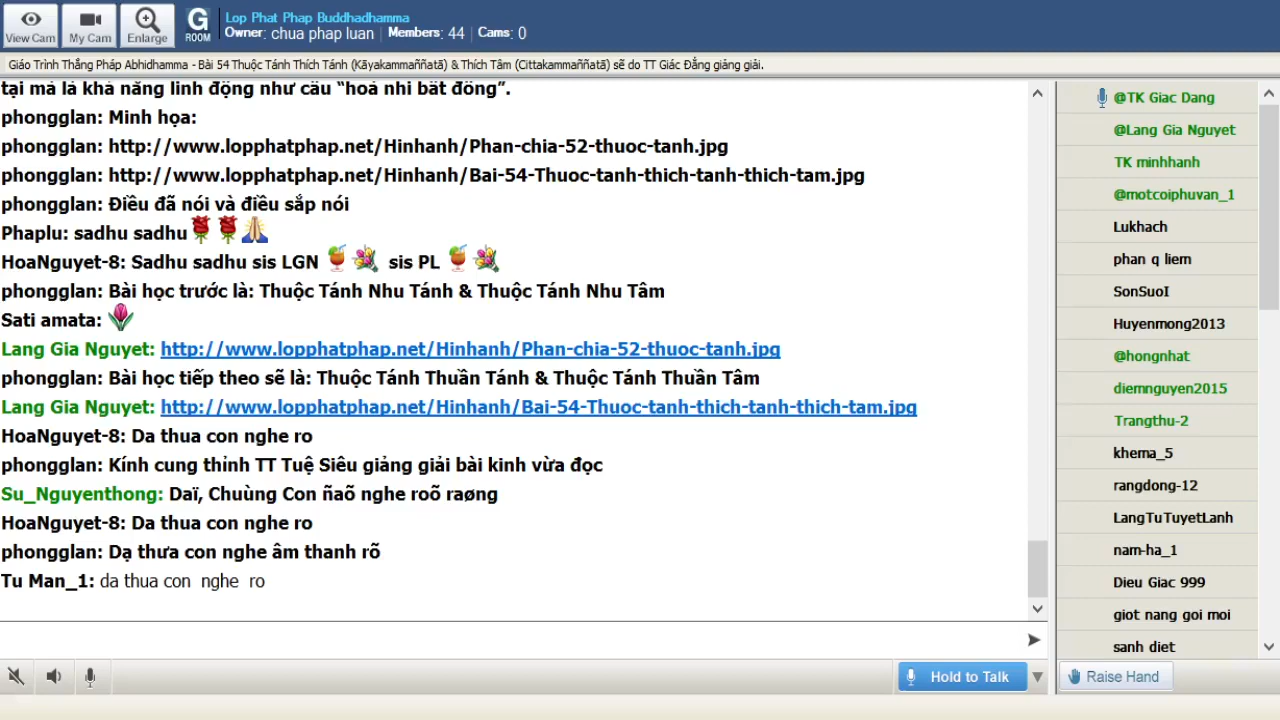 View Cam
My Cam
Enlarge
G
ROOM
Lop Phat Phap Buddhadhamma
Owner: chua phap luan Members: 44 Cams: 0
Giáo Trình Thắng Pháp Abhidhamma - Bài 54 Thuộc Tánh Thích Tánh (Kāyakammaññatā) & Thích Tâm (Cittakammaññatā) sẽ do TT Giác Đẳng giảng giải.
tại mà là khả năng linh động như câu “hoà nhi bất đồng”.
phongglan: Minh họa:
phongglan: http://www.lopphatphap.net/Hinhanh/Phan-chia-52-thuoc-tanh.jpg
phongglan: http://www.lopphatphap.net/Hinhanh/Bai-54-Thuoc-tanh-thich-tanh-thich-tam.jpg
phongglan: Điều đã nói và điều sắp nói
Phaplu: sadhu sadhu
HoaNguyet-8: Sadhu sadhu sis LGN sis PL
phongglan: Bài học trước là: Thuộc Tánh Nhu Tánh & Thuộc Tánh Nhu Tâm
Sati amata:
Lang Gia Nguyet: http://www.lopphatphap.net/Hinhanh/Phan-chia-52-thuoc-tanh.jpg
phongglan: Bài học tiếp theo sẽ là: Thuộc Tánh Thuần Tánh & Thuộc Tánh Thuần Tâm
Lang Gia Nguyet: http://www.lopphatphap.net/Hinhanh/Bai-54-Thuoc-tanh-thich-tanh-thich-tam.jpg
HoaNguyet-8: Da thua con nghe ro
phongglan: Kính cung thỉnh TT Tuệ Siêu giảng giải bài kinh vừa đọc
Su_Nguyenthong: Daï, Chuùng Con ñaõ nghe roõ raøng
HoaNguyet-8: Da thua con nghe ro
phongglan: Dạ thưa con nghe âm thanh rõ
Tu Man_1: da thua con nghe ro
@TK Giac Dang
@Lang Gia Nguyet
TK minhhanh
@motcoiphuvan_1
Lukhach
phan q liem
SonSuoI
Huyenmong2013
@hongnhat
diemnguyen2015
Trangthu-2
khema_5
rangdong-12
LangTuTuyetLanh
nam-ha_1
Dieu Giac 999
giot nang goi moi
sanh diet
Hold to Talk
Raise Hand